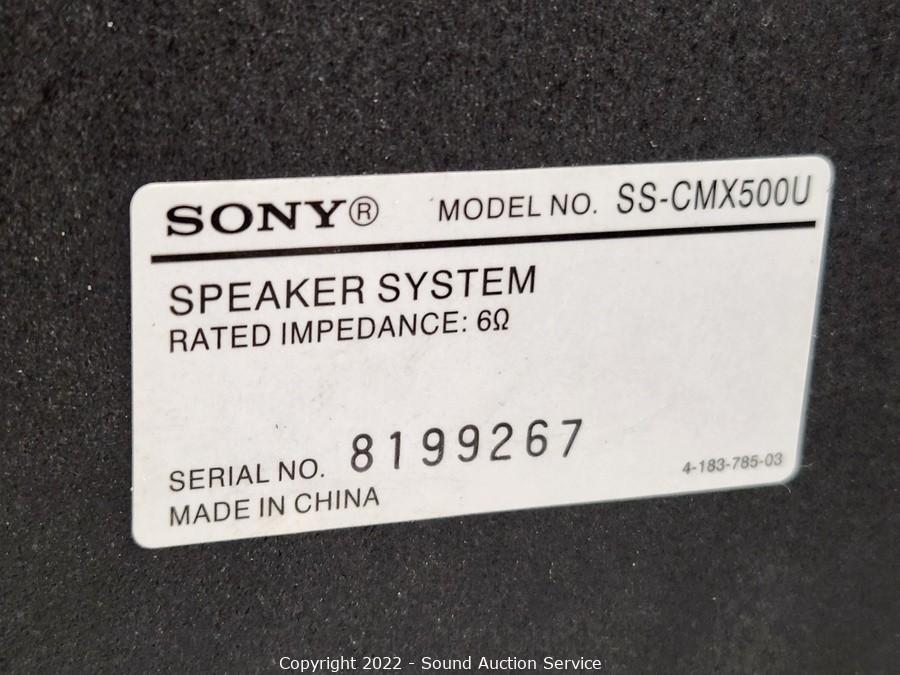 SONY® MODEL NO. SS-CMX500U
SPEAKER SYSTEM
RATED IMPEDANCE: 6Ω
SERIAL NO. 8199267
4-183-785-03
MADE IN CHINA
Copyright 2022 - Sound Auction Service